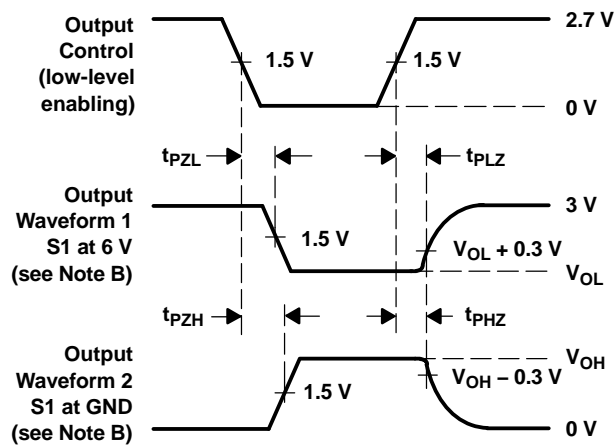 Output
Control
(low-level
enabling)
2.7 V
1.5 V
1.5 V
0 V
tPZL
tPLZ
Output
Waveform 1
S1 at 6 V
(see Note B)
3 V
1.5 V
VOL + 0.3 V
VOL
tPZH
tPHZ
Output
Waveform 2
S1 at GND
(see Note B)
VOH
1.5 V
VOH − 0.3 V
0 V